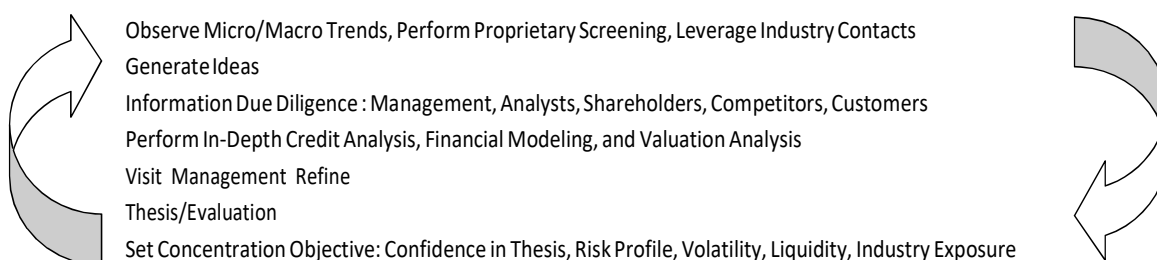 Observe Micro/Macro Trends, Perform Proprietary Screening, Leverage Industry Contacts
Generate Ideas
Information Due Diligence : Management, Analysts, Shareholders, Competitors, Customers
Perform In-Depth Credit Analysis, Financial Modeling, and Valuation Analysis
Visit Management Refine
Thesis/Evaluation
Set Concentration Objective: Confidence in Thesis, Risk Profile, Volatility, Liquidity, Industry Exposure